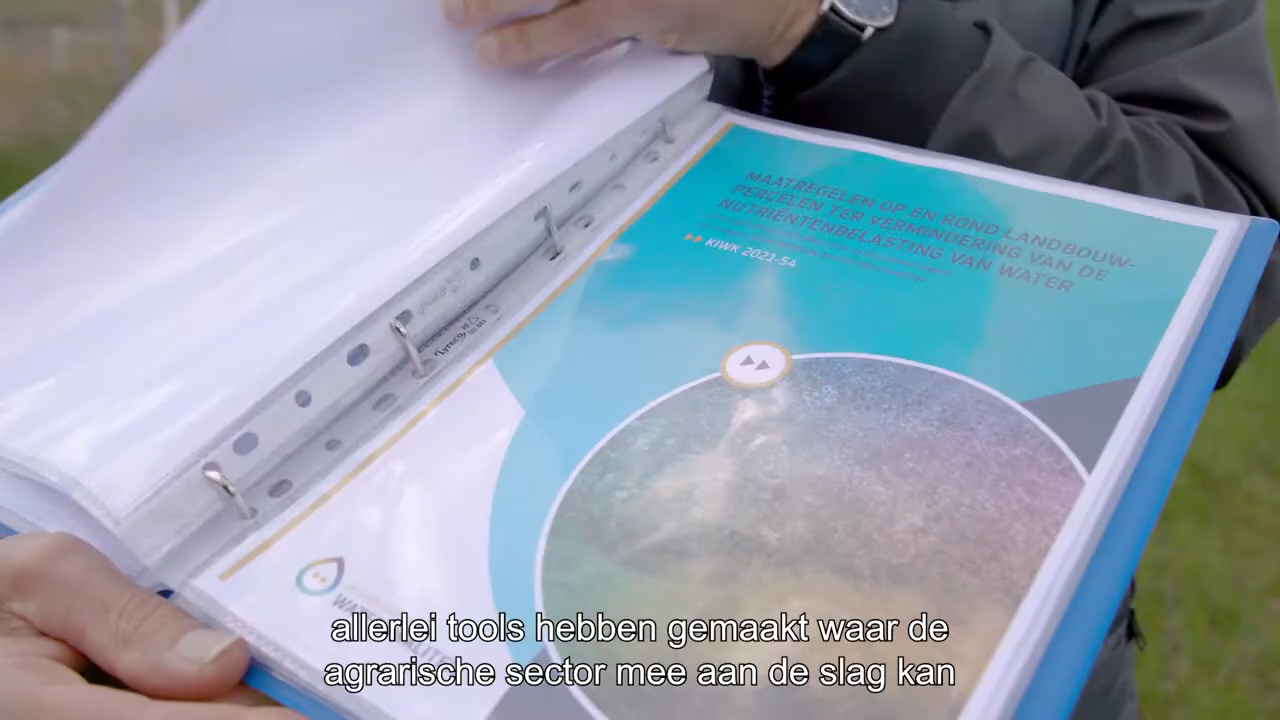 MAATREGELEN OP EN ROND LANDBOUW-
PERCELEN TER VERMINDERING VAN DE
NUTRIËNTENBELASTING VAN WATER
KIWK 2021-54
Lyreco
allerlei tools hebben gemaakt waar de
agrarische sector mee aan de slag kan